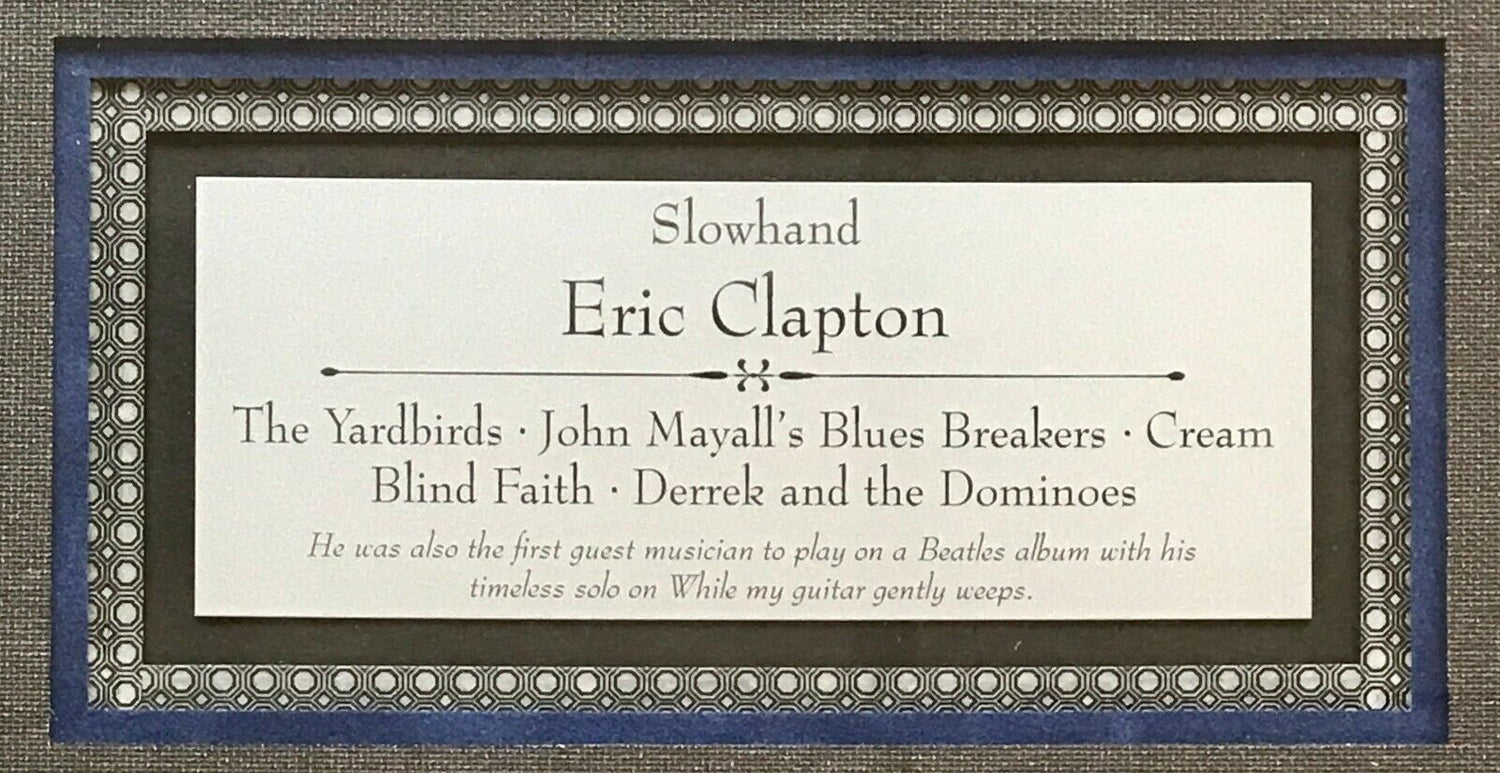 Slowhand
Eric Clapton
The Yardbirds · John Mayall's Blues Breakers · Cream
Blind Faith · Derrek and the Dominoes
He was also the first guest musician to play on a Beatles album with his
timeless solo on While my guitar gently weeps.